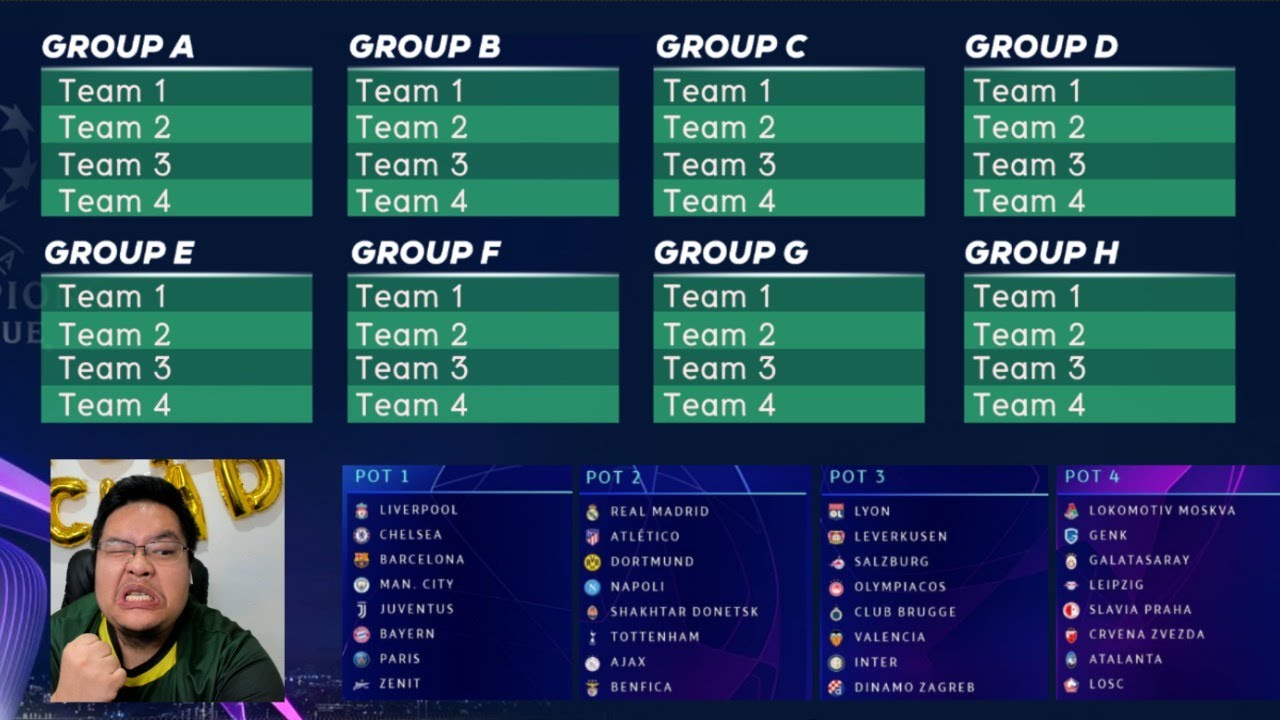 GROUP A
Team 1
Team 2
Team 3
Team 4
GROUP B
Team 1
Team 2
Team 3
Team 4
GROUP C
Team 1
Team 2
Team 3
Team 4
GROUP D
Team 1
Team 2
Team 3
Team 4
GROUP E
Team 1
Team 2
Team 3
Team 4
GROUP F
Team 1
Team 2
Team 3
Team 4
GROUP G
Team 1
Team 2
Team 3
Team 4
GROUP H
Team 1
Team 2
Team 3
Team 4
POT 1
LIVERPOOL
CHELSEA
BARCELONA
MAN. CITY
JUVENTUS
BAYERN
PARIS
ZENIT
POT 2
REAL MADRID
ATLÉTICO
DORTMUND
NAPOLI
SHAKHTAR DONETSK
TOTTENHAM
AJAX
BENFICA
POT 3
LYON
LEVERKUSEN
SALZBURG
OLYMPIACOS
CLUB BRUGGE
VALENCIA
INTER
DINAMO ZAGREB
POT 4
LOKOMOTIV MOSKVA
GENK
GALATASARAY
LEIPZIG
SLAVIA PRAHA
CRVENA ZVEZDA
ATALANTA
LOSC